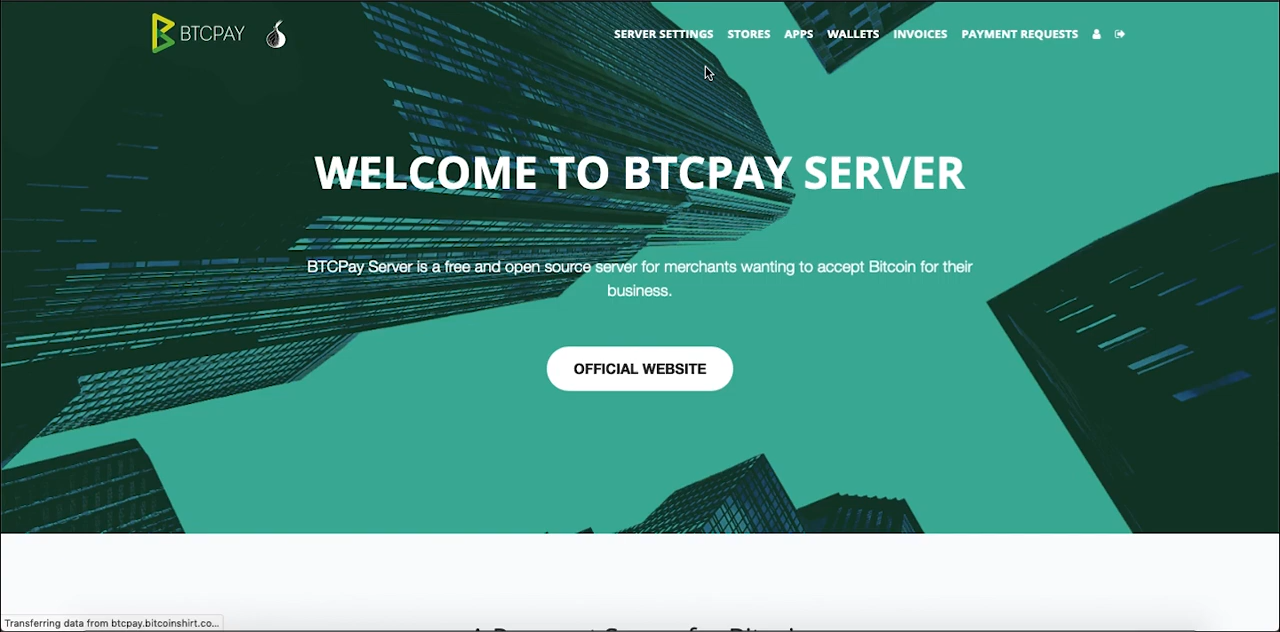 BTCPAY
SERVER SETTINGS STORES APPS WALLETS INVOICES PAYMENT REQUESTS
WELCOME TO BTCPAY SERVER
BTCPay Server is a free and open source server for merchants wanting to accept Bitcoin for their
business.
OFFICIAL WEBSITE
Transferring data from btcpay.bitcoinshirt.co...